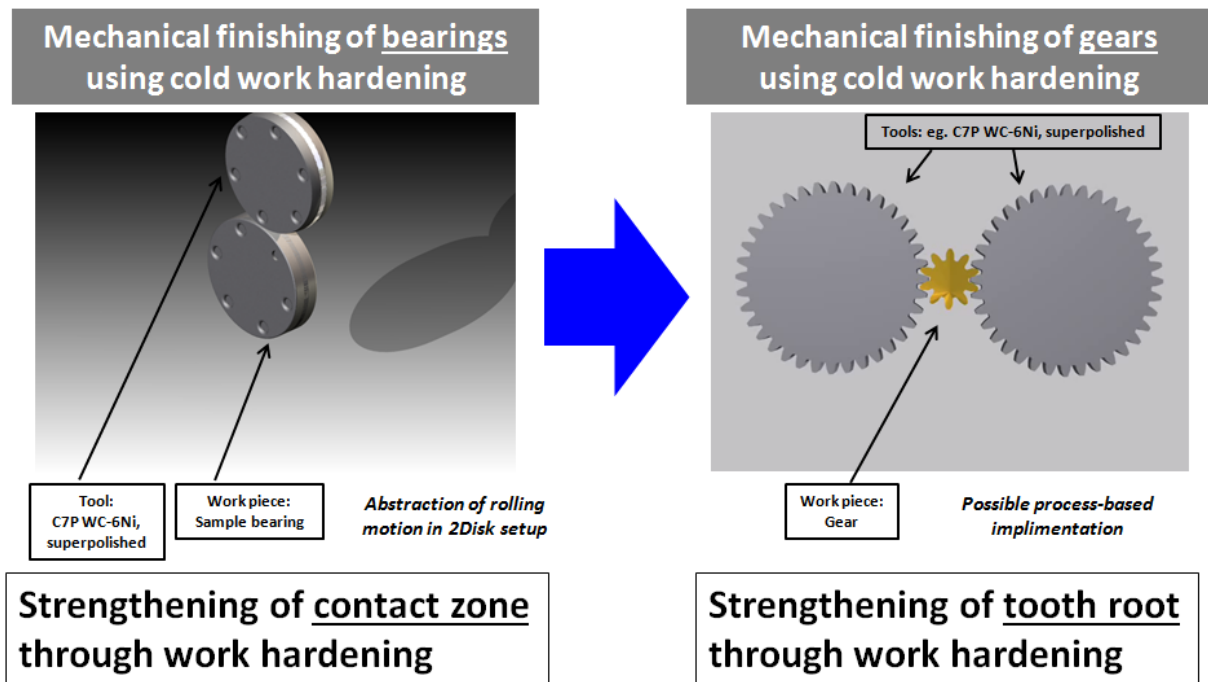 Mechanical finishing of bearings
using cold work hardening
Tool:
C7P WC-6Ni,
superpolished
Work piece:
Sample bearing
Abstraction of rolling
motion in 2Disk setup
Strengthening of contact zone
through work hardening
Mechanical finishing of gears
using cold work hardening
Tools: eg. C7P WC-6Ni, superpolished
Work piece:
Gear
Possible process-based
implimentation
Strengthening of tooth root
through work hardening